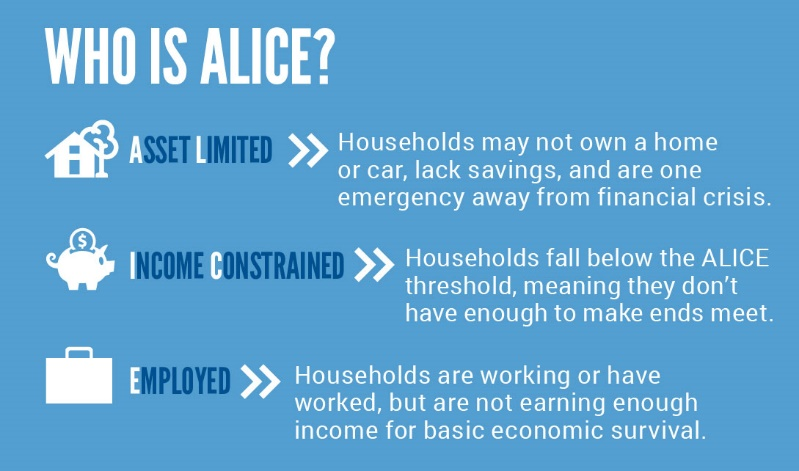 WHO IS ALICE?
ASSET LIMITED
Households may not own a home
or car, lack savings, and are one
emergency away from financial crisis.
$
INCOME CONSTRAINED
Households fall below the ALICE
threshold, meaning they don't
have enough to make ends meet.
EMPLOYED
Households are working or have
worked, but are not earning enough
income for basic economic survival.